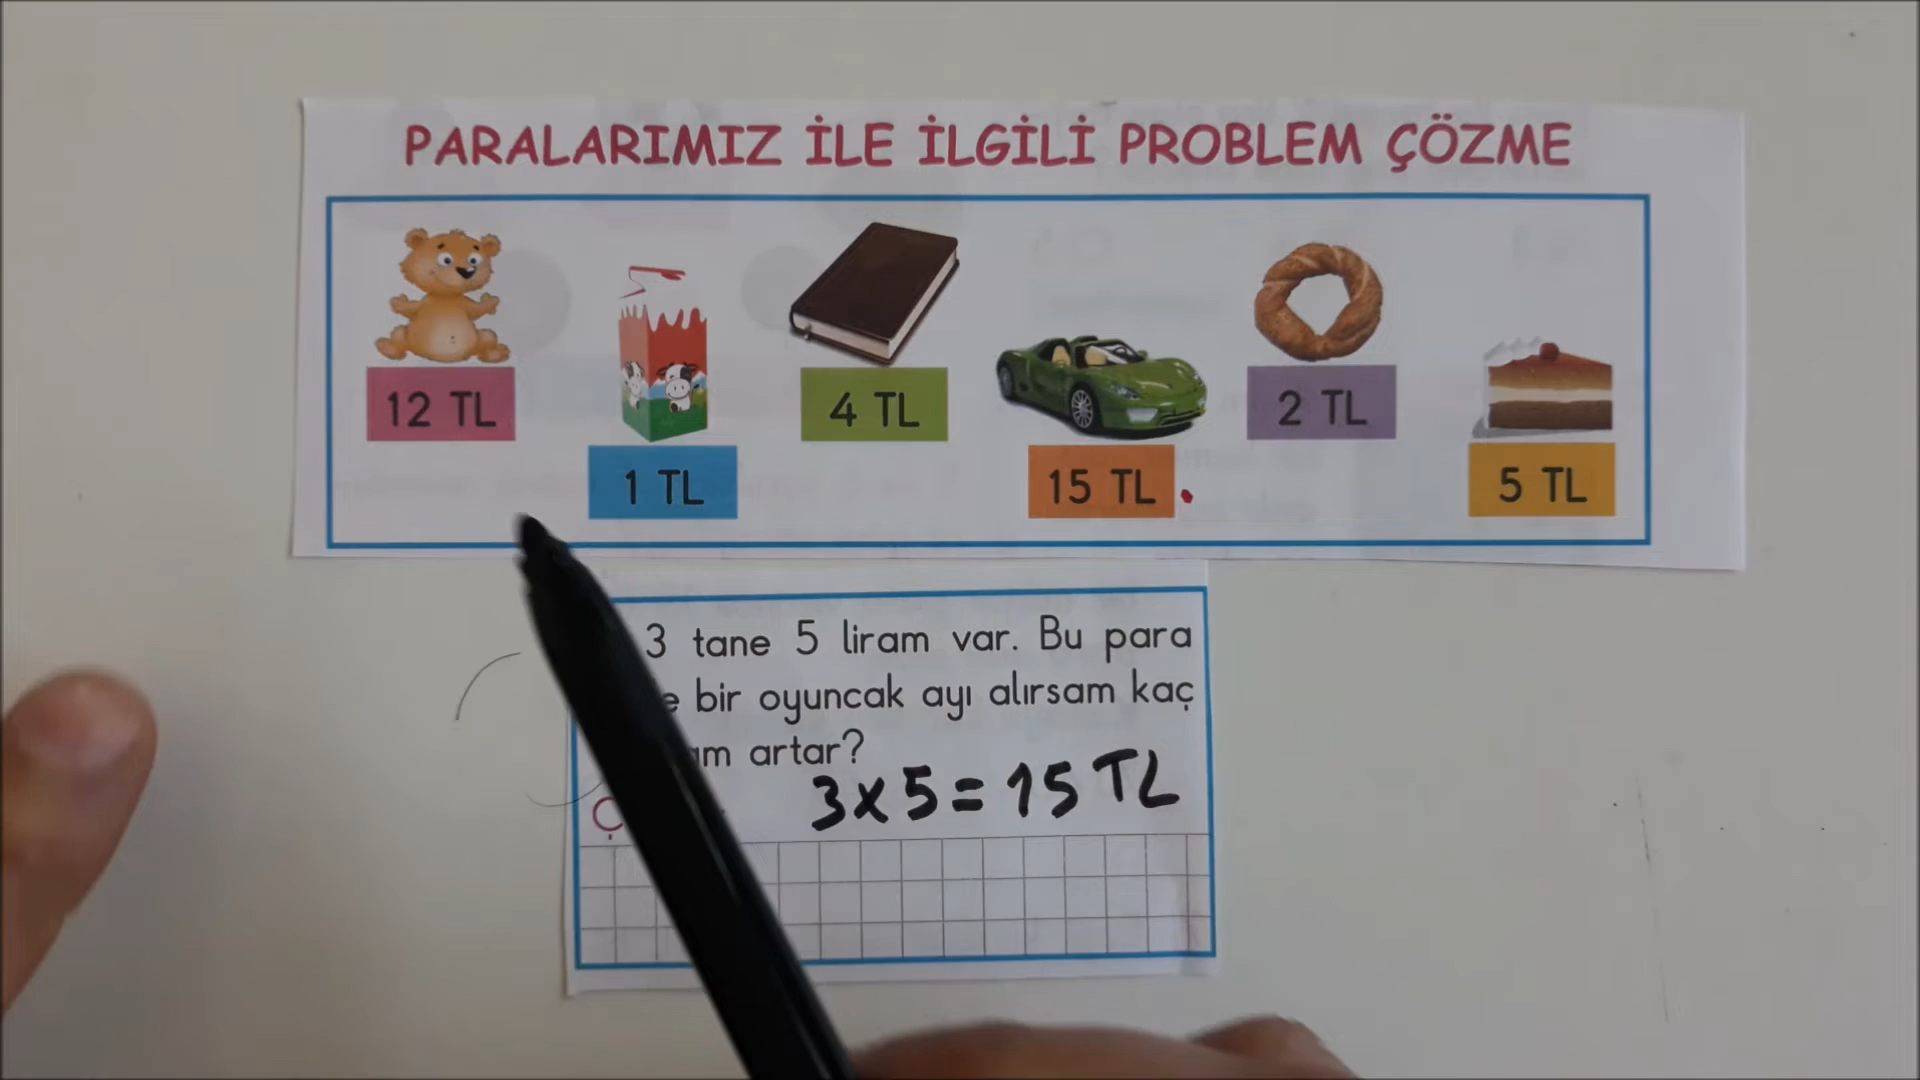 PARALARIMIZ İLE İLGİLİ PROBLEM ÇÖZME
12 TL
1 TL
4 TL
15 TL
2 TL
5 TL
3 tane 5 liram var. Bu para
bir oyuncak ayı alırsam kaç
artar?
3x5=15 TL